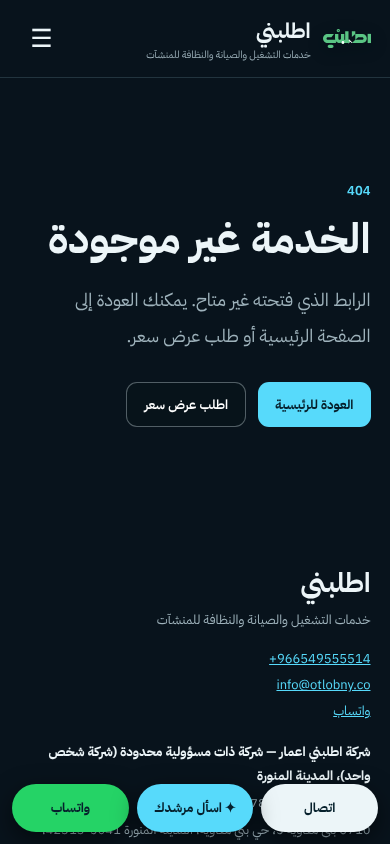 اطلبني
اطلبني
خدمات التشغيل والصيانة والنظافة للمنشآت
404
الخدمة غير موجودة
الرابط الذي فتحته غير متاح. يمكنك العودة إلى
الصفحة الرئيسية أو طلب عرض سعر.
العودة للرئيسية
اطلب عرض سعر
اطلبني
خدمات التشغيل والصيانة والنظافة للمنشآت
+966549555514
info@otlobny.co
واتساب
شركة اطلبني اعمار — شركة ذات مسؤولية محدودة (شركة شخص
واحد)، المدينة المنورة
اتصال
✦ اسأل مرشدك
واتساب